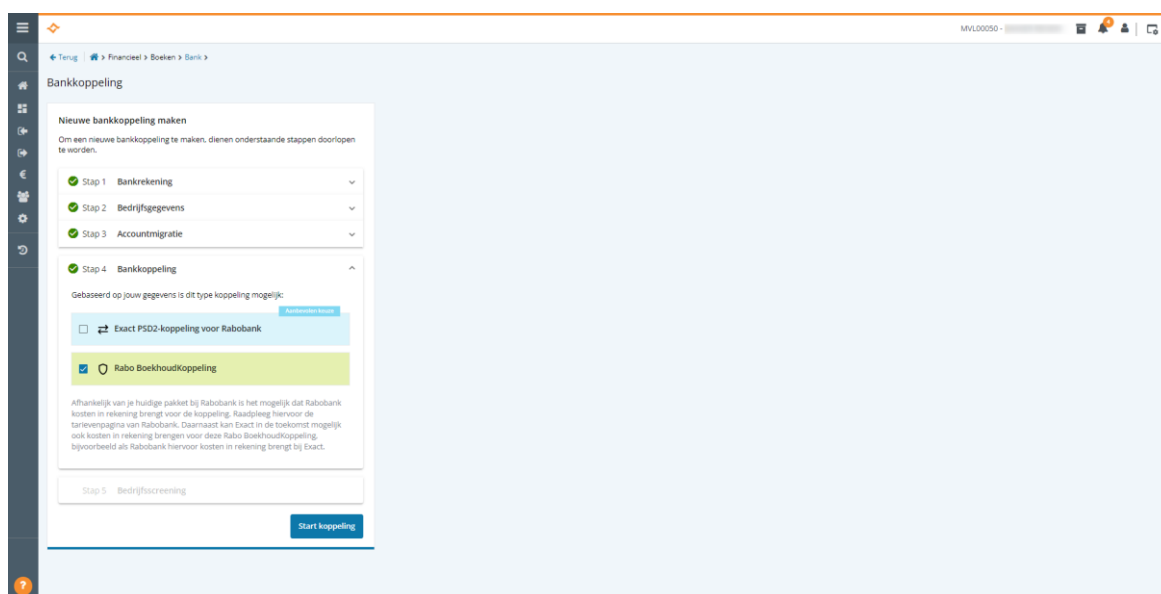 MVL00050 -
4
Terug > Financieel > Boeken > Bank >
Bankkoppeling
Nieuwe bankkoppeling maken
Om een nieuwe bankkoppeling te maken, dienen onderstaande stappen doorlopen
te worden.
Stap 1 Bankrekening
Stap 2 Bedrijfsgegevens
Stap 3 Accountmigratie
Stap 4 Bankkoppeling
Gebaseerd op jouw gegevens is dit type koppeling mogelijk:
Aanbevolen keuze
Exact PSD2-koppeling voor Rabobank
Rabo BoekhoudKoppeling
Afhankelijk van je huidige pakket bij Rabobank is het mogelijk dat Rabobank
kosten in rekening brengt voor de koppeling. Raadpleeg hiervoor de
tarievenpagina van Rabobank. Daarnaast kan Exact in de toekomst mogelijk
ook kosten in rekening brengen voor deze Rabo BoekhoudKoppeling,
bijvoorbeeld als Rabobank hiervoor kosten in rekening brengt bij Exact.
Stap 5 Bedrijfsscreening
Start koppeling
?